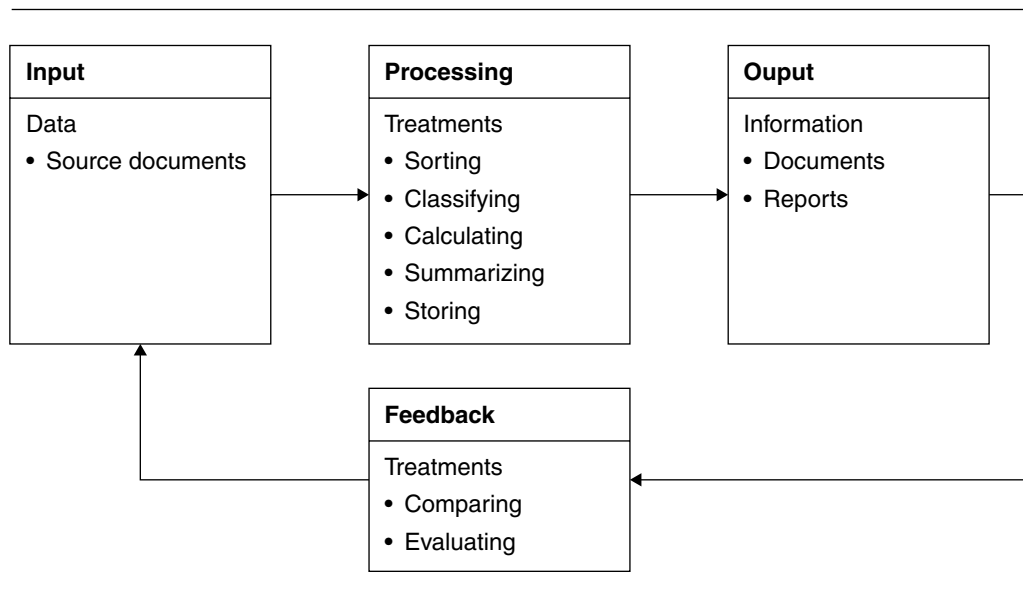 Input
Data
• Source documents
Processing
Treatments
• Sorting
• Classifying
• Calculating
• Summarizing
• Storing
Ouput
Information
• Documents
• Reports
Feedback
Treatments
• Comparing
• Evaluating